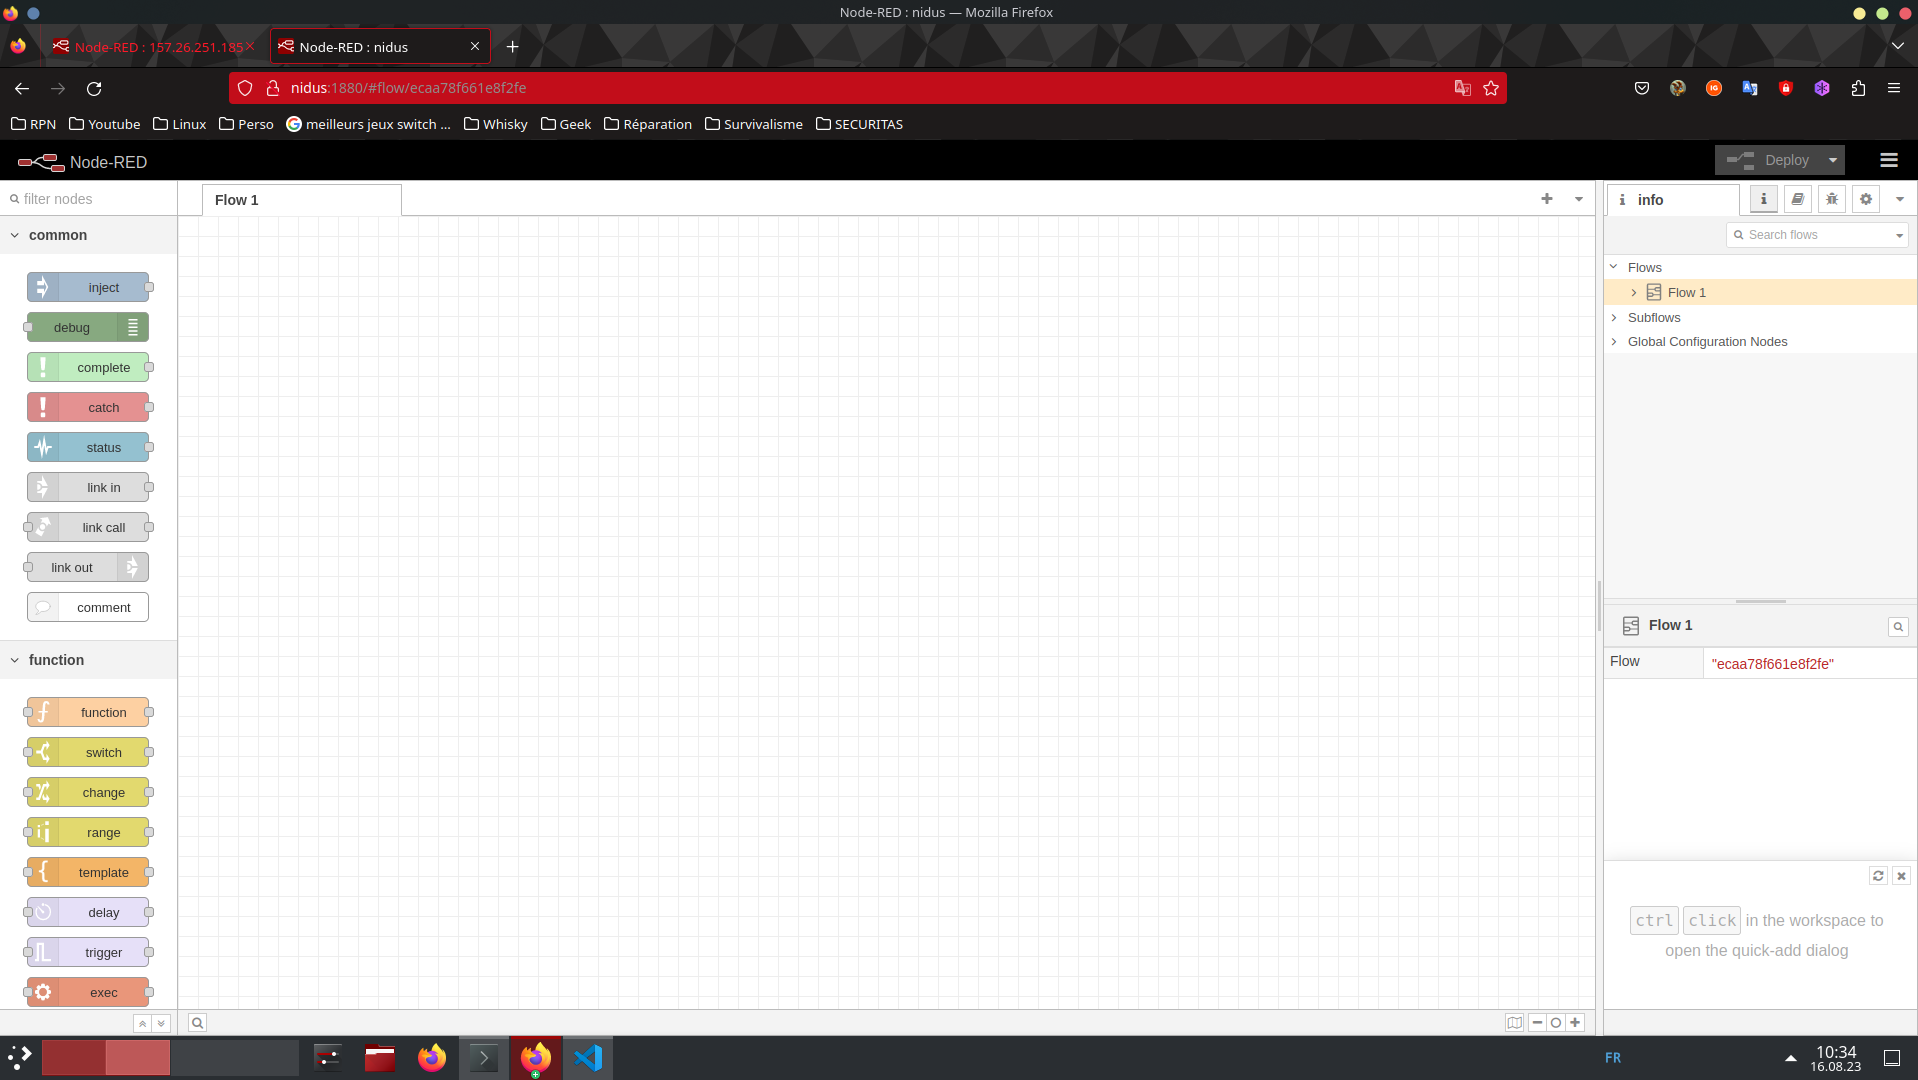 Node-RED : nidus — Mozilla Firefox
Node-RED : 157.26.251.185
Node-RED : nidus
nidus:1880/#flow/ecaa78f661e8f2fe
RPN
Youtube
Linux
Perso
meilleurs jeux switch ...
Whisky
Geek
Réparation
Survivalisme
SECURITAS
Node-RED
Deploy
filter nodes
Flow 1
info
Search flows
common
inject
debug
complete
catch
status
link in
link call
link out
comment
function
function
switch
change
range
template
delay
trigger
exec
Flows
Flow 1
Subflows
Global Configuration Nodes
Flow 1
Flow "ecaa78f661e8f2fe"
ctrl click in the workspace to
open the quick-add dialog
FR
10:34
16.08.23